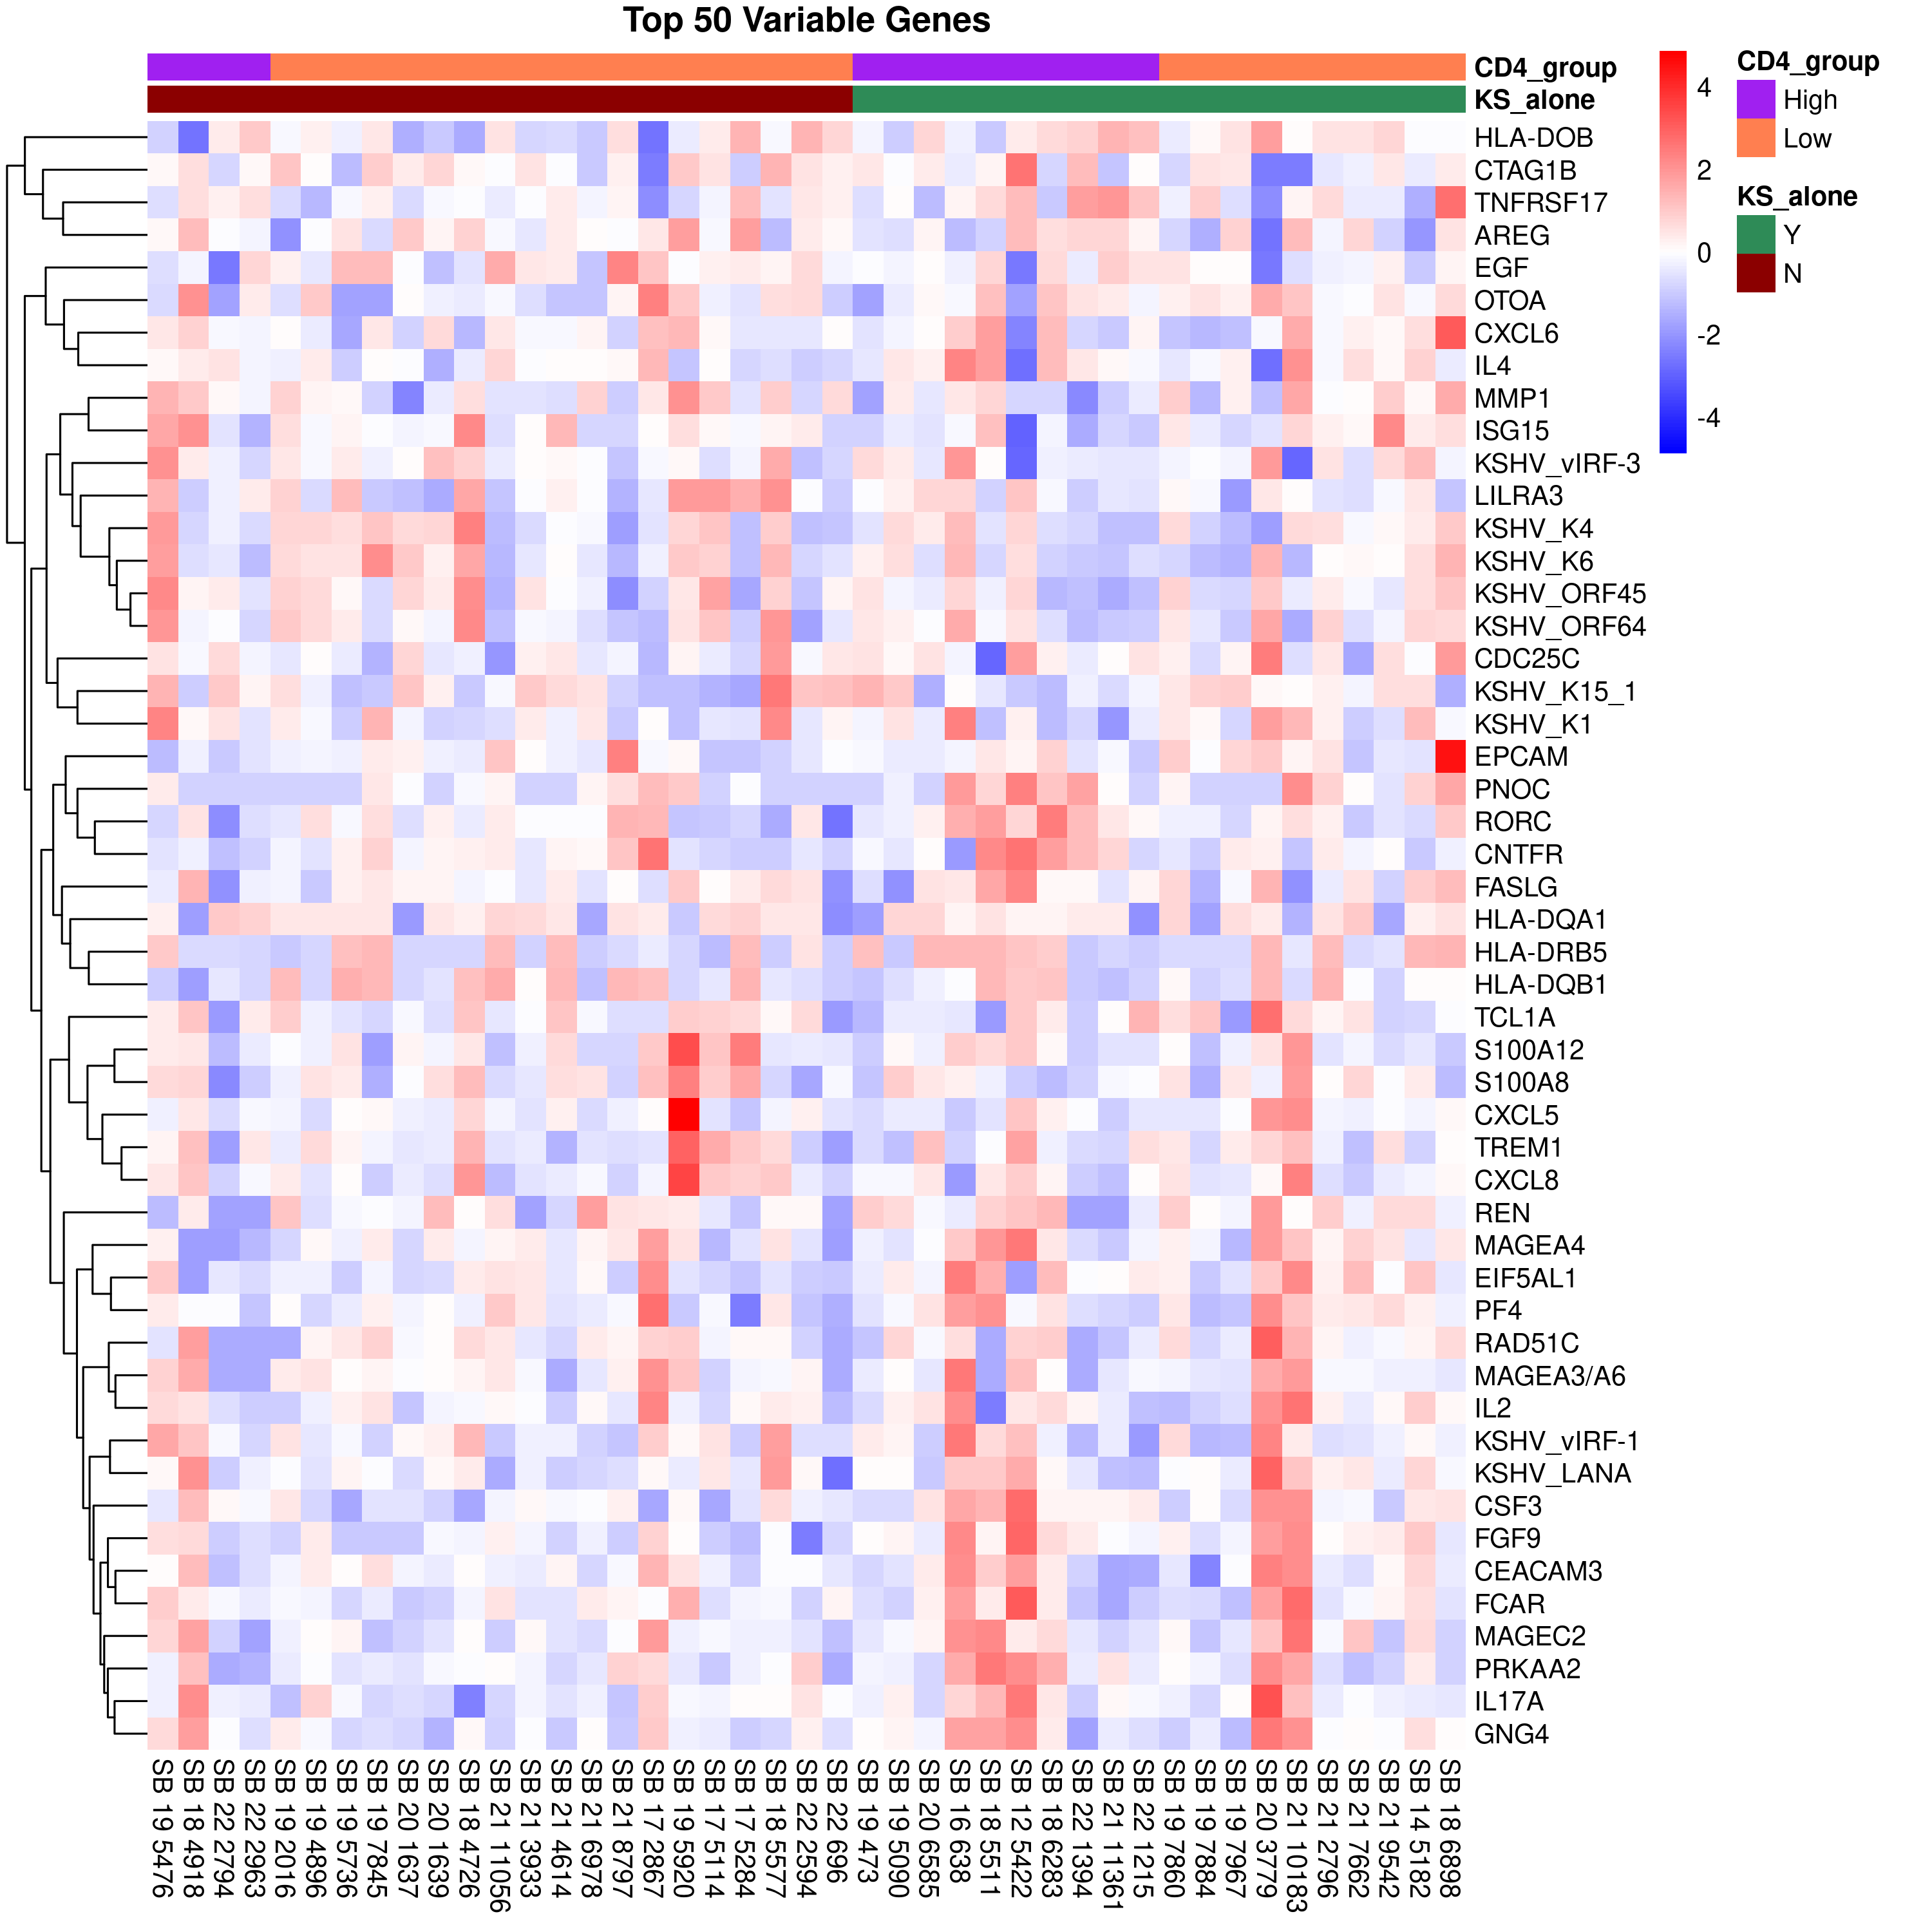 Top 50 Variable Genes
CD4_group
KS_alone
HLA-DOB
CTAG1B
TNFRSF17
AREG
EGF
OTOA
CXCL6
IL4
MMP1
ISG15
KSHV_vIRF-3
LILRA3
KSHV_K4
KSHV_K6
KSHV_ORF45
KSHV_ORF64
CDC25C
KSHV_K15_1
KSHV_K1
EPCAM
PNOC
RORC
CNTFR
FASLG
HLA-DQA1
HLA-DRB5
HLA-DQB1
TCL1A
S100A12
S100A8
CXCL5
TREM1
CXCL8
REN
MAGEA4
EIF5AL1
PF4
RAD51C
MAGEA3/A6
IL2
KSHV_vIRF-1
KSHV_LANA
CSF3
FGF9
CEACAM3
FCAR
MAGEC2
PRKAA2
IL17A
GNG4
SB 19 5476
SB 18 4918
SB 22 2794
SB 22 2963
SB 19 2016
SB 19 4896
SB 19 5736
SB 19 7845
SB 20 1637
SB 20 1639
SB 18 4726
SB 21 11056
SB 21 3933
SB 21 4614
SB 21 6978
SB 21 8797
SB 17 2867
SB 19 5920
SB 17 5114
SB 17 5284
SB 18 5577
SB 22 2594
SB 22 696
SB 19 473
SB 19 5090
SB 20 6585
SB 16 638
SB 18 5511
SB 12 5422
SB 18 6283
SB 22 1394
SB 21 11361
SB 22 1215
SB 19 7860
SB 19 7884
SB 19 7967
SB 20 3779
SB 21 10183
SB 21 2796
SB 21 7662
SB 21 9542
SB 14 5182
SB 18 6898
4
2
0
-2
-4
CD4_group
High
Low
KS_alone
Y
N